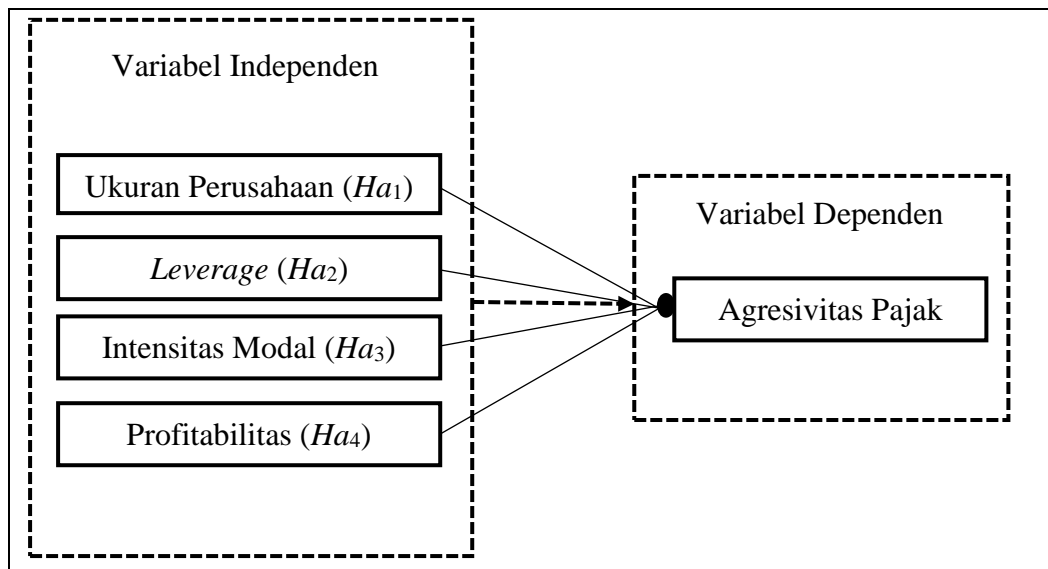 Variabel Independen
Ukuran Perusahaan (Ha1)
Leverage (Ha2)
Intensitas Modal (Ha3)
Profitabilitas (Ha4)
Variabel Dependen
Agresivitas Pajak